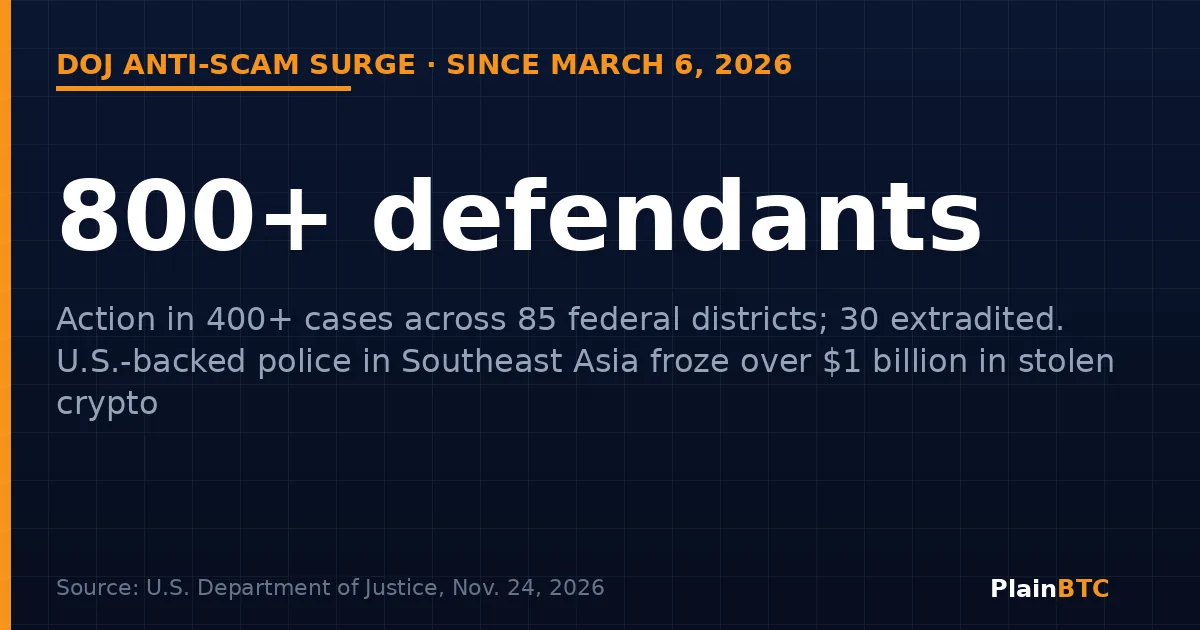 DOJ ANTI-SCAM SURGE · SINCE MARCH 6, 2026
800+ defendants
Action in 400+ cases across 85 federal districts; 30 extradited.
U.S.-backed police in Southeast Asia froze over $1 billion in stolen
crypto
Source: U.S. Department of Justice, Nov. 24, 2026
PlainBTC